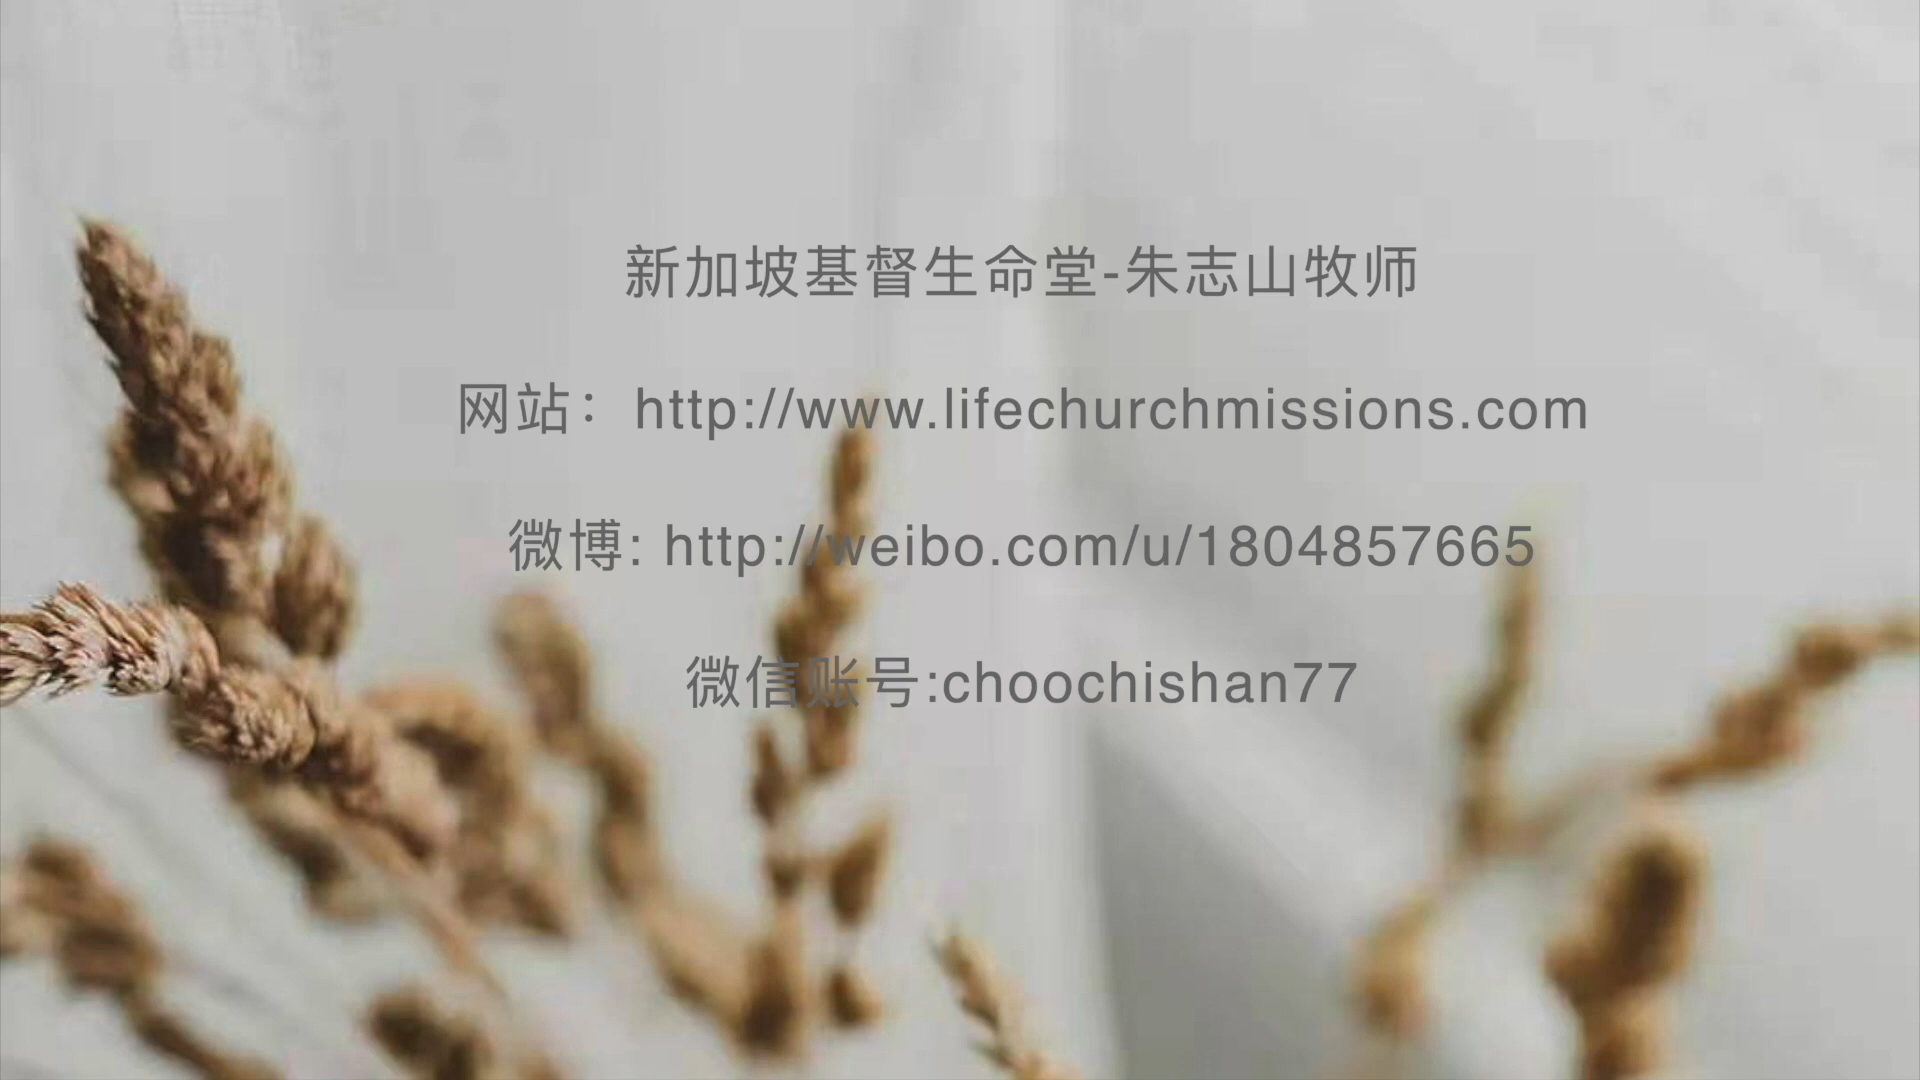 新加坡基督生命堂-朱志山牧师
网站：http://www.lifechurchmissions.com
微博: http://weibo.com/u/1804857665
微信账号:choochishan77